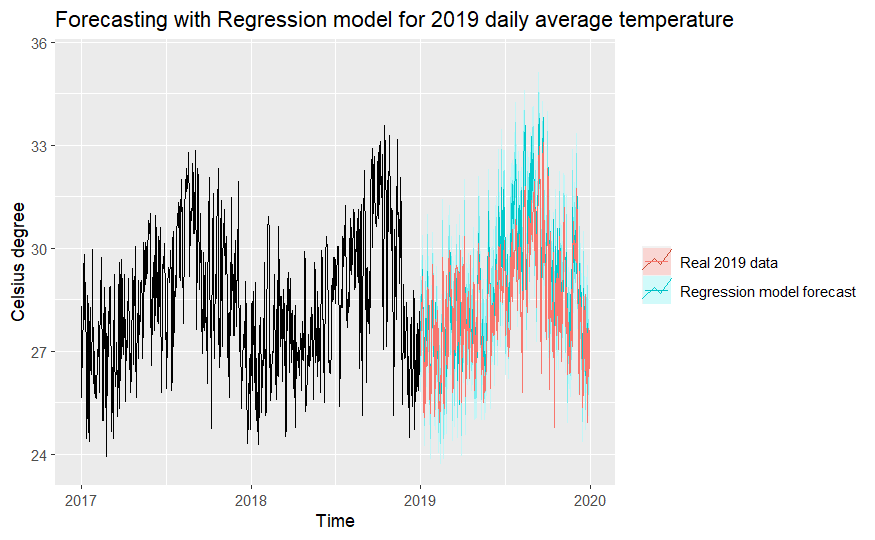 Forecasting with Regression model for 2019 daily average temperature
36
33
30
27
24
Celsius degree
2017
2018
2019
2020
Time
Real 2019 data
Regression model forecast